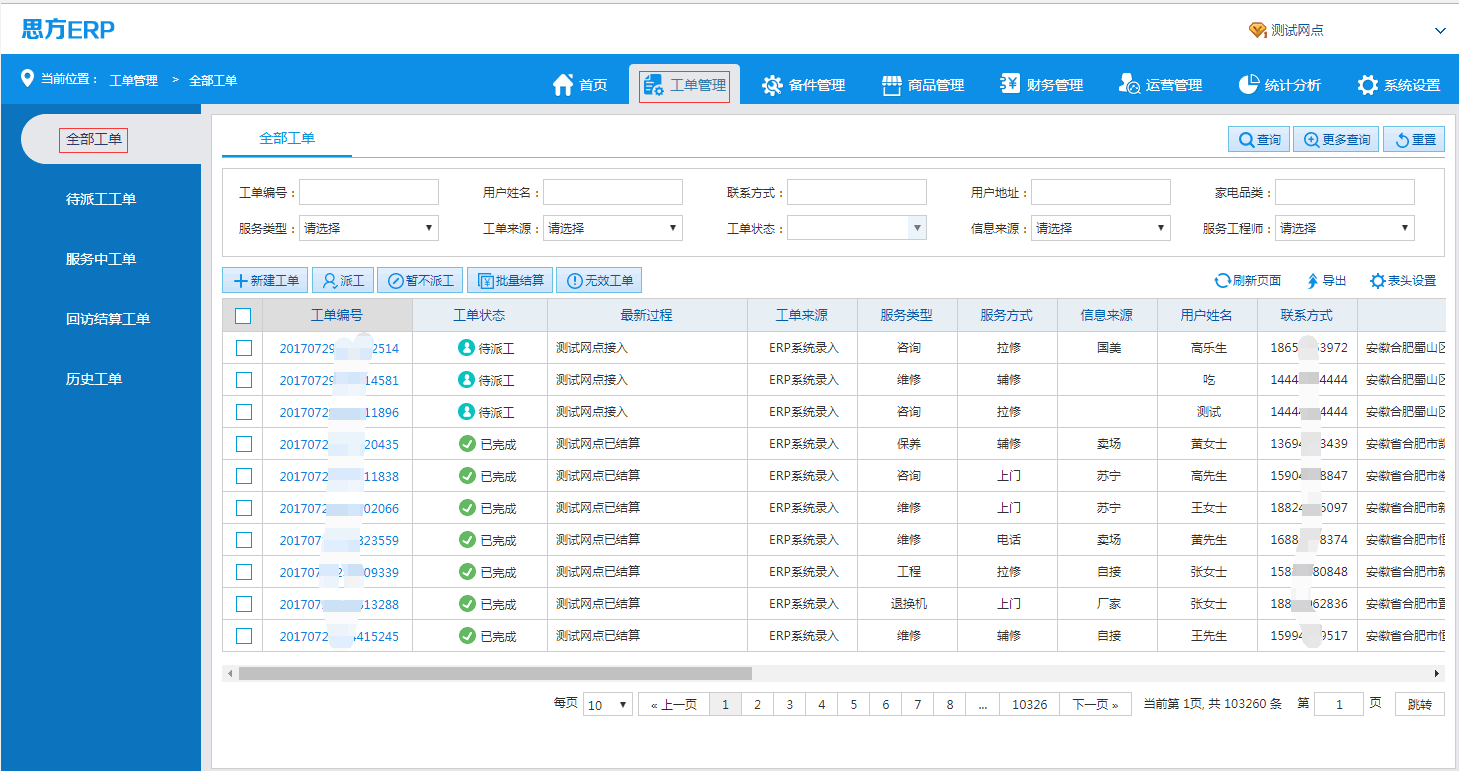 思方ERP
测试网点
当前位置： 工单管理 > 全部工单
首页 工单管理 备件管理 商品管理 财务管理 运营管理 统计分析 系统设置
全部工单
待派工工单
服务中工单
回访结算工单
历史工单
全部工单 查询 更多查询 重置
工单编号： 用户姓名： 联系方式： 用户地址： 家电品类：
服务类型：请选择 工单来源：请选择 工单状态： 信息来源：请选择 服务工程师：请选择
新建工单 派工 暂不派工 批量结算 无效工单 刷新页面 导出 表头设置
工单编号 工单状态 最新过程 工单来源 服务类型 服务方式 信息来源 用户姓名 联系方式
20170729 2514 待派工 测试网点接入 ERP系统录入 咨询 拉修 国美 高乐生 1865 3972 安徽合肥蜀山区
20170729 14581 待派工 测试网点接入 ERP系统录入 维修 辅修 吃 1444 4444 安徽合肥蜀山区
2017072 11896 待派工 测试网点接入 ERP系统录入 咨询 拉修 测试 1444 4444 安徽合肥蜀山区
2017072 20435 已完成 测试网点已结算 ERP系统录入 保养 辅修 卖场 黄女士 1369 3439 安徽省合肥市
2017072 11838 已完成 测试网点已结算 ERP系统录入 咨询 上门 苏宁 高先生 1590 8847 安徽省合肥市
2017072 02066 已完成 测试网点已结算 ERP系统录入 维修 上门 苏宁 王女士 1882 6097 安徽省合肥市
201707 323559 已完成 测试网点已结算 ERP系统录入 维修 电话 卖场 黄先生 1688 8374 安徽省合肥市
201707 2 09339 已完成 测试网点已结算 ERP系统录入 工程 拉修 自接 张女士 158 80848 安徽省合肥市
201707 613288 已完成 测试网点已结算 ERP系统录入 退换机 上门 厂家 张女士 188 962836 安徽省合肥市
2017072 415245 已完成 测试网点已结算 ERP系统录入 维修 辅修 自接 王先生 1599 9517 安徽省合肥市
每页 10 « 上一页 1 2 3 4 5 6 7 8 ... 10326 下一页 » 当前第 1页, 共 103260 条 第 1 页 跳转